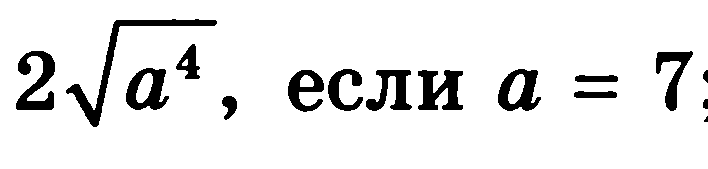 2√a⁴, если a = 7;